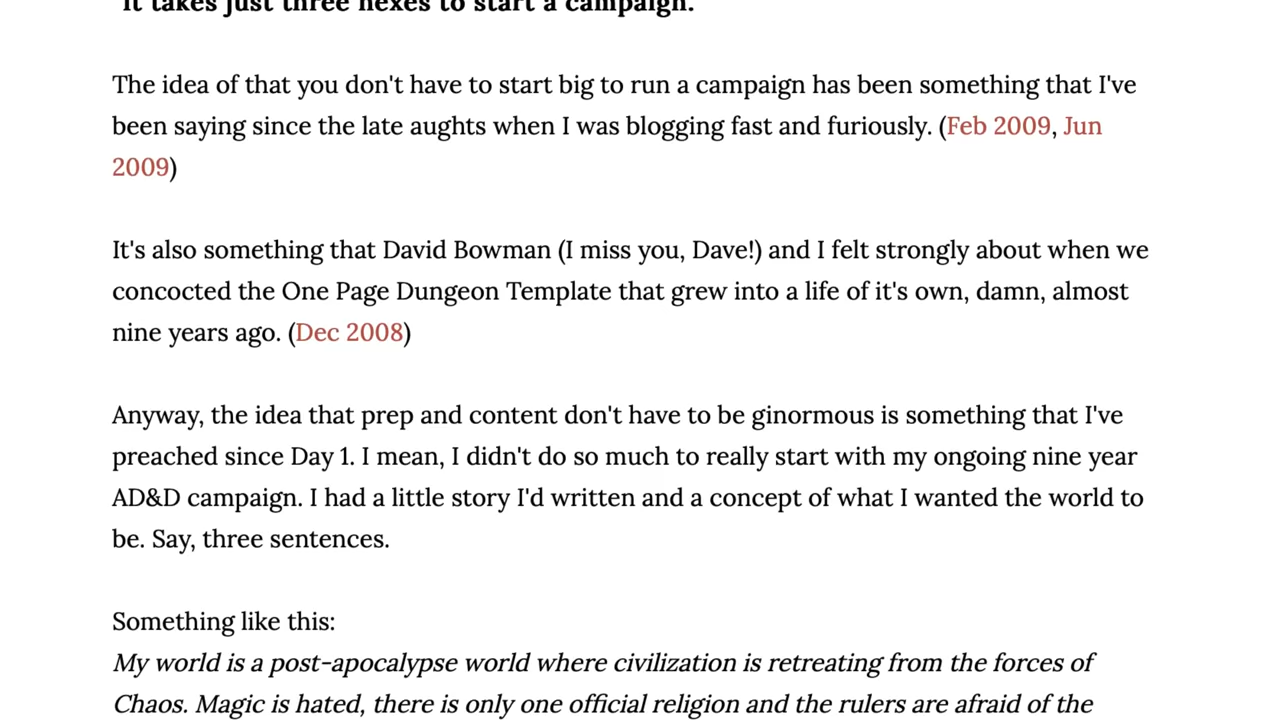 "It takes just three hexes to start a campaign."
The idea of that you don't have to start big to run a campaign has been something that I've
been saying since the late aughts when I was blogging fast and furiously. (Feb 2009, Jun
2009)
It's also something that David Bowman (I miss you, Dave!) and I felt strongly about when we
concocted the One Page Dungeon Template that grew into a life of it's own, damn, almost
nine years ago. (Dec 2008)
Anyway, the idea that prep and content don't have to be ginormous is something that I've
preached since Day 1. I mean, I didn't do so much to really start with my ongoing nine year
AD&D campaign. I had a little story I'd written and a concept of what I wanted the world to
be. Say, three sentences.
Something like this:
My world is a post-apocalypse world where civilization is retreating from the forces of
Chaos. Magic is hated, there is only one official religion and the rulers are afraid of the